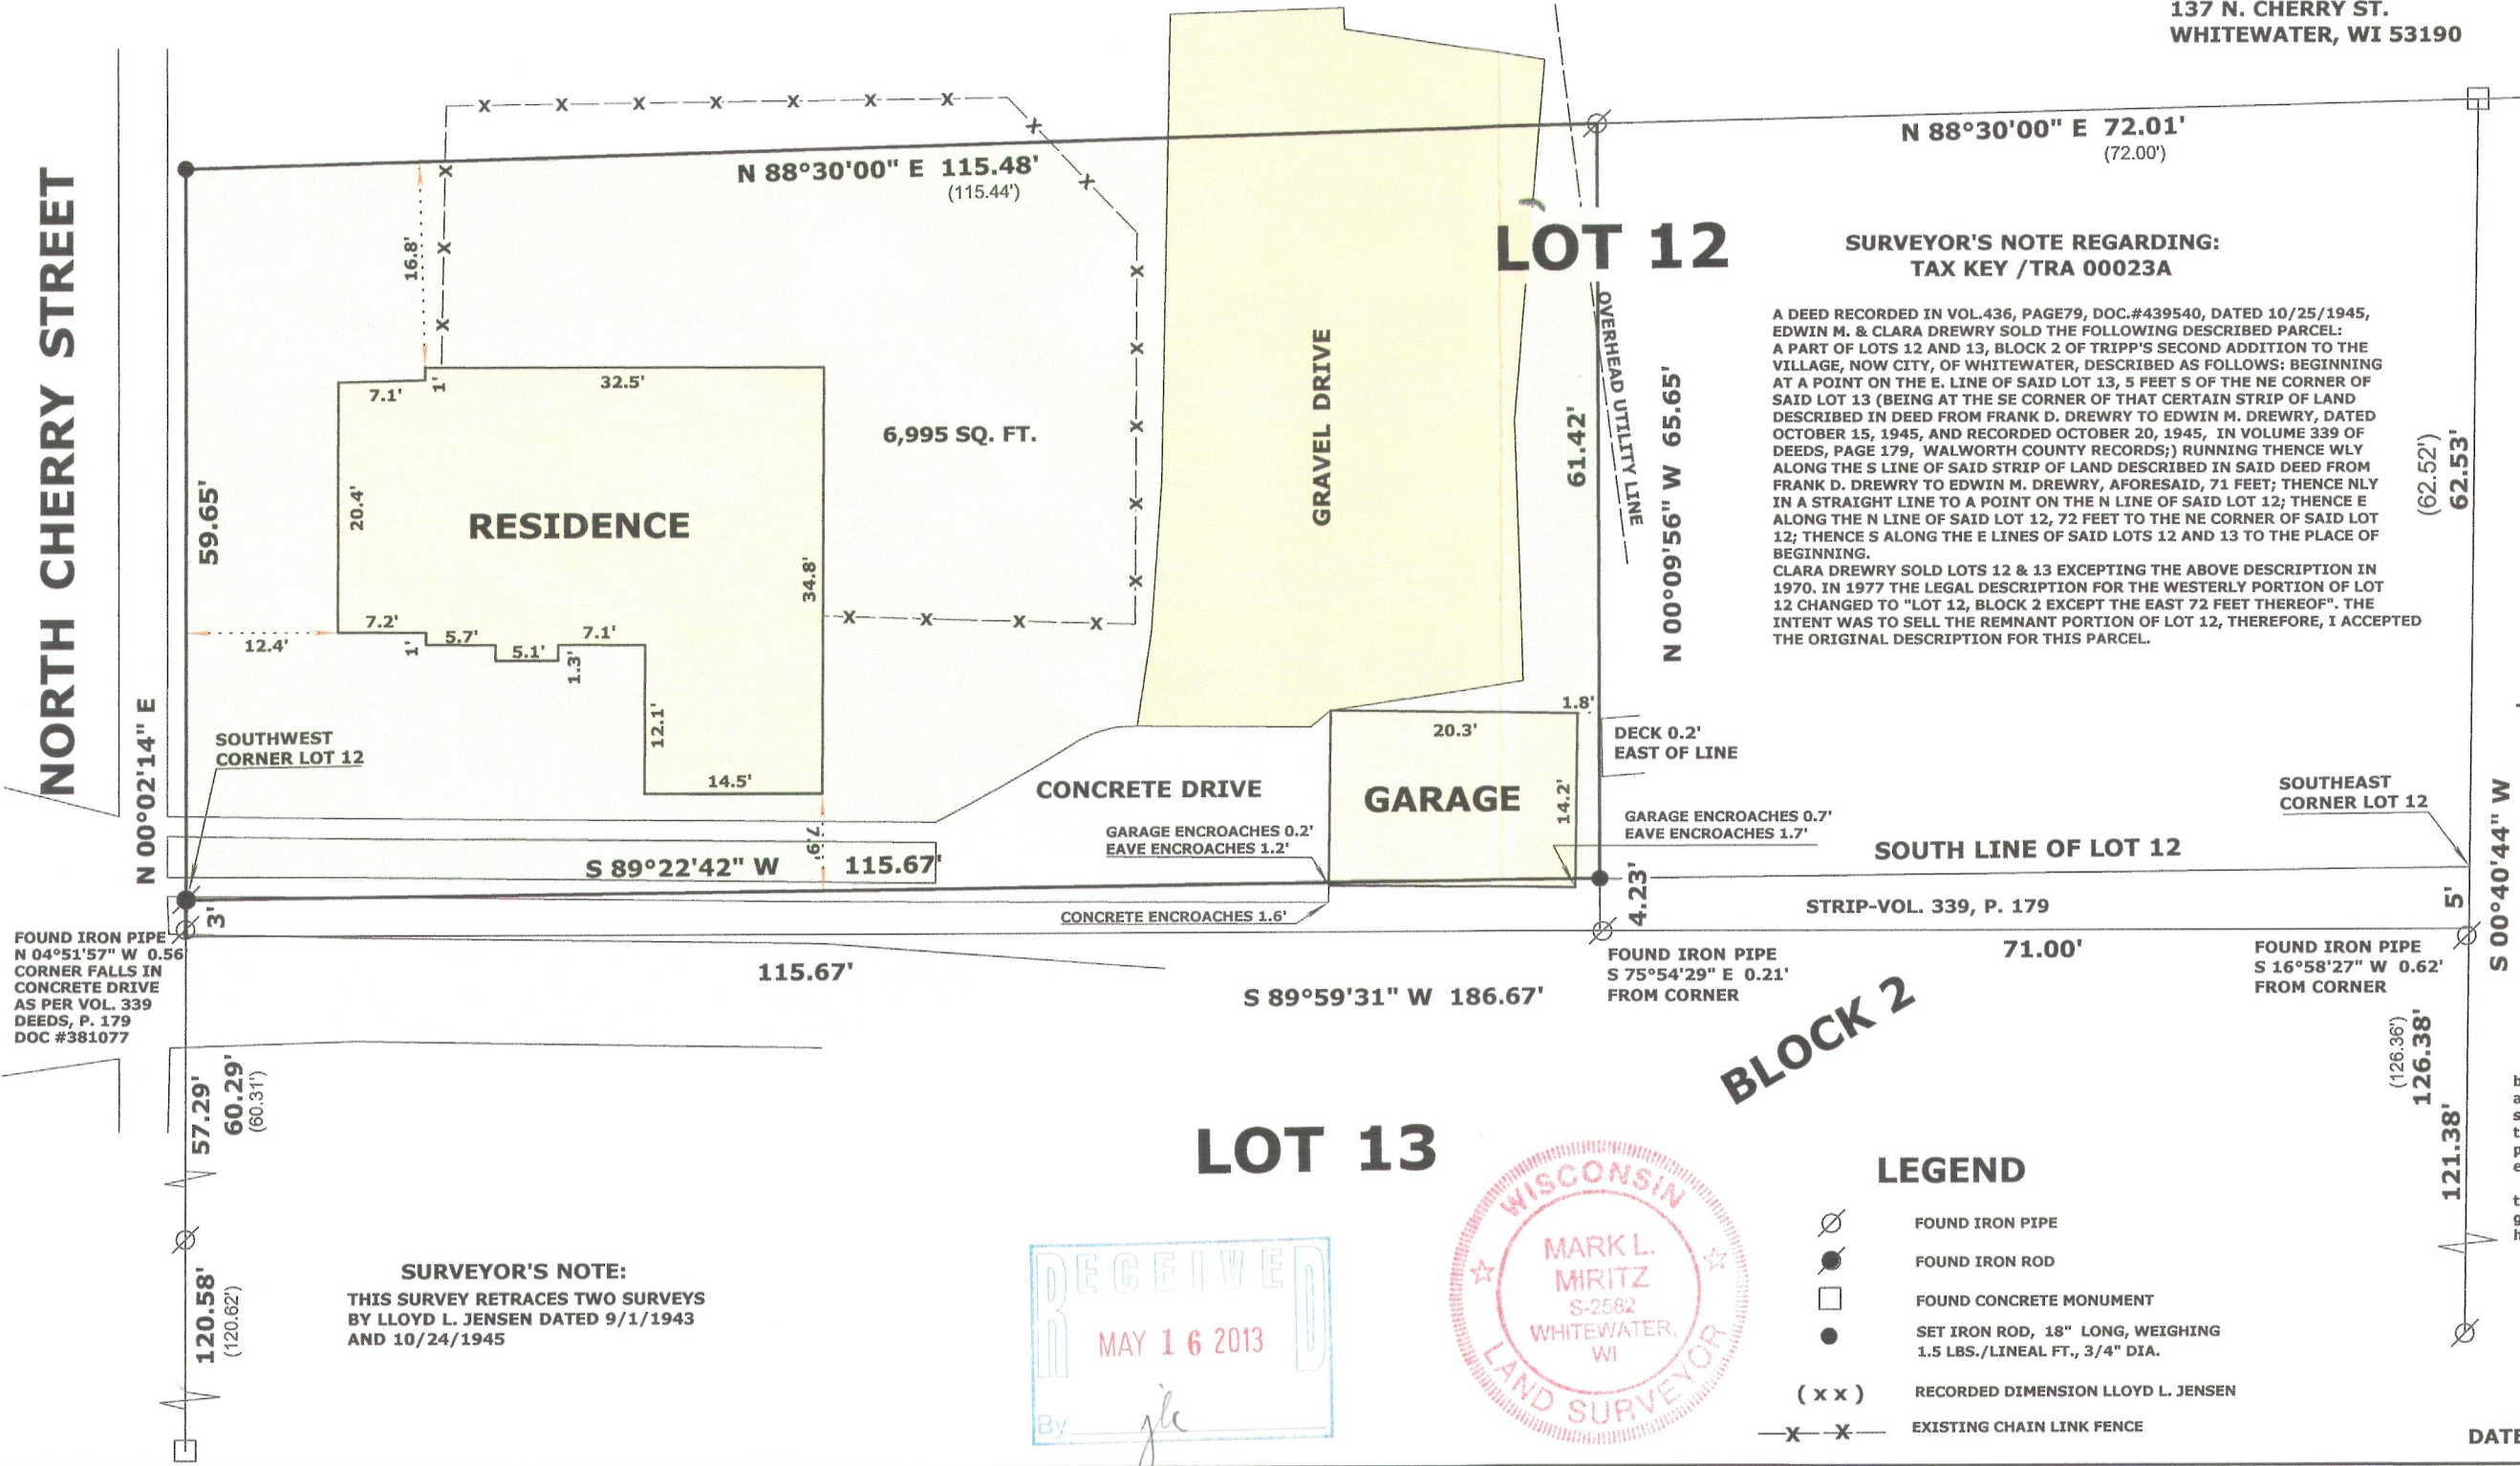 137 N. CHERRY ST.
WHITEWATER, WI 53190
NORTH CHERRY STREET
N 88°30'00" E 115.48'
(115.44')
N 88°30'00" E 72.01'
(72.00')
16.8'
LOT 12
SURVEYOR'S NOTE REGARDING:
TAX KEY /TRA 00023A
A DEED RECORDED IN VOL.436, PAGE79, DOC.#439540, DATED 10/25/1945,
EDWIN M. & CLARA DREWRY SOLD THE FOLLOWING DESCRIBED PARCEL:
A PART OF LOTS 12 AND 13, BLOCK 2 OF TRIPP'S SECOND ADDITION TO THE
VILLAGE, NOW CITY, OF WHITEWATER, DESCRIBED AS FOLLOWS: BEGINNING
AT A POINT ON THE E. LINE OF SAID LOT 13, 5 FEET S OF THE NE CORNER OF
SAID LOT 13 (BEING AT THE SE CORNER OF THAT CERTAIN STRIP OF LAND
DESCRIBED IN DEED FROM FRANK D. DREWRY TO EDWIN M. DREWRY, DATED
OCTOBER 15, 1945, AND RECORDED OCTOBER 20, 1945, IN VOLUME 339 OF
DEEDS, PAGE 179, WALWORTH COUNTY RECORDS;) RUNNING THENCE WLY
ALONG THE S LINE OF SAID STRIP OF LAND DESCRIBED IN SAID DEED FROM
FRANK D. DREWRY TO EDWIN M. DREWRY, AFORESAID, 71 FEET; THENCE NLY
IN A STRAIGHT LINE TO A POINT ON THE N LINE OF SAID LOT 12; THENCE E
ALONG THE N LINE OF SAID LOT 12, 72 FEET TO THE NE CORNER OF SAID LOT
12; THENCE S ALONG THE E LINES OF SAID LOTS 12 AND 13 TO THE PLACE OF
BEGINNING.
CLARA DREWRY SOLD LOTS 12 & 13 EXCEPTING THE ABOVE DESCRIPTION IN
1970. IN 1977 THE LEGAL DESCRIPTION FOR THE WESTERLY PORTION OF LOT
12 CHANGED TO "LOT 12, BLOCK 2 EXCEPT THE EAST 72 FEET THEREOF". THE
INTENT WAS TO SELL THE REMNANT PORTION OF LOT 12, THEREFORE, I ACCEPTED
THE ORIGINAL DESCRIPTION FOR THIS PARCEL.
7.1'
1'
32.5'
6,995 SQ. FT.
GRAVEL DRIVE
OVERHEAD UTILITY LINE
61.42'
N 00°09'56" W 65.65'
(62.52')
62.53'
59.65'
20.4'
RESIDENCE
34.8'
7.2'
1'
5.7'
5.1'
7.1'
1.3'
12.4'
12.1'
14.5'
7.9'
N 00°02'14" E
SOUTHWEST
CORNER LOT 12
CONCRETE DRIVE
1.8'
20.3'
GARAGE
14.2'
DECK 0.2'
EAST OF LINE
GARAGE ENCROACHES 0.2'
EAVE ENCROACHES 1.2'
GARAGE ENCROACHES 0.7'
EAVE ENCROACHES 1.7'
SOUTHEAST
CORNER LOT 12
S 89°22'42" W 115.67'
SOUTH LINE OF LOT 12
S 00°40'44" W
3'
CONCRETE ENCROACHES 1.6'
4.23'
STRIP-VOL. 339, P. 179
5'
FOUND IRON PIPE
N 04°51'57" W 0.56
CORNER FALLS IN
CONCRETE DRIVE
AS PER VOL. 339
DEEDS, P. 179
DOC #381077
115.67'
S 89°59'31" W 186.67'
FOUND IRON PIPE
S 75°54'29" E 0.21'
FROM CORNER
71.00'
FOUND IRON PIPE
S 16°58'27" W 0.62'
FROM CORNER
BLOCK 2
57.29'
60.29'
(60.31')
(126.36')
126.38'
121.38'
LOT 13
120.58'
(120.62')
SURVEYOR'S NOTE:
THIS SURVEY RETRACES TWO SURVEYS
BY LLOYD L. JENSEN DATED 9/1/1943
AND 10/24/1945
RECEIVED
MAY 16 2013
By
WISCONSIN
MARK L.
MIRITZ
S-2582
WHITEWATER,
WI
LAND SURVEYOR
LEGEND
FOUND IRON PIPE
FOUND IRON ROD
FOUND CONCRETE MONUMENT
SET IRON ROD, 18" LONG, WEIGHING
1.5 LBS./LINEAL FT., 3/4" DIA.
( x x ) RECORDED DIMENSION LLOYD L. JENSEN
X X EXISTING CHAIN LINK FENCE
DATE